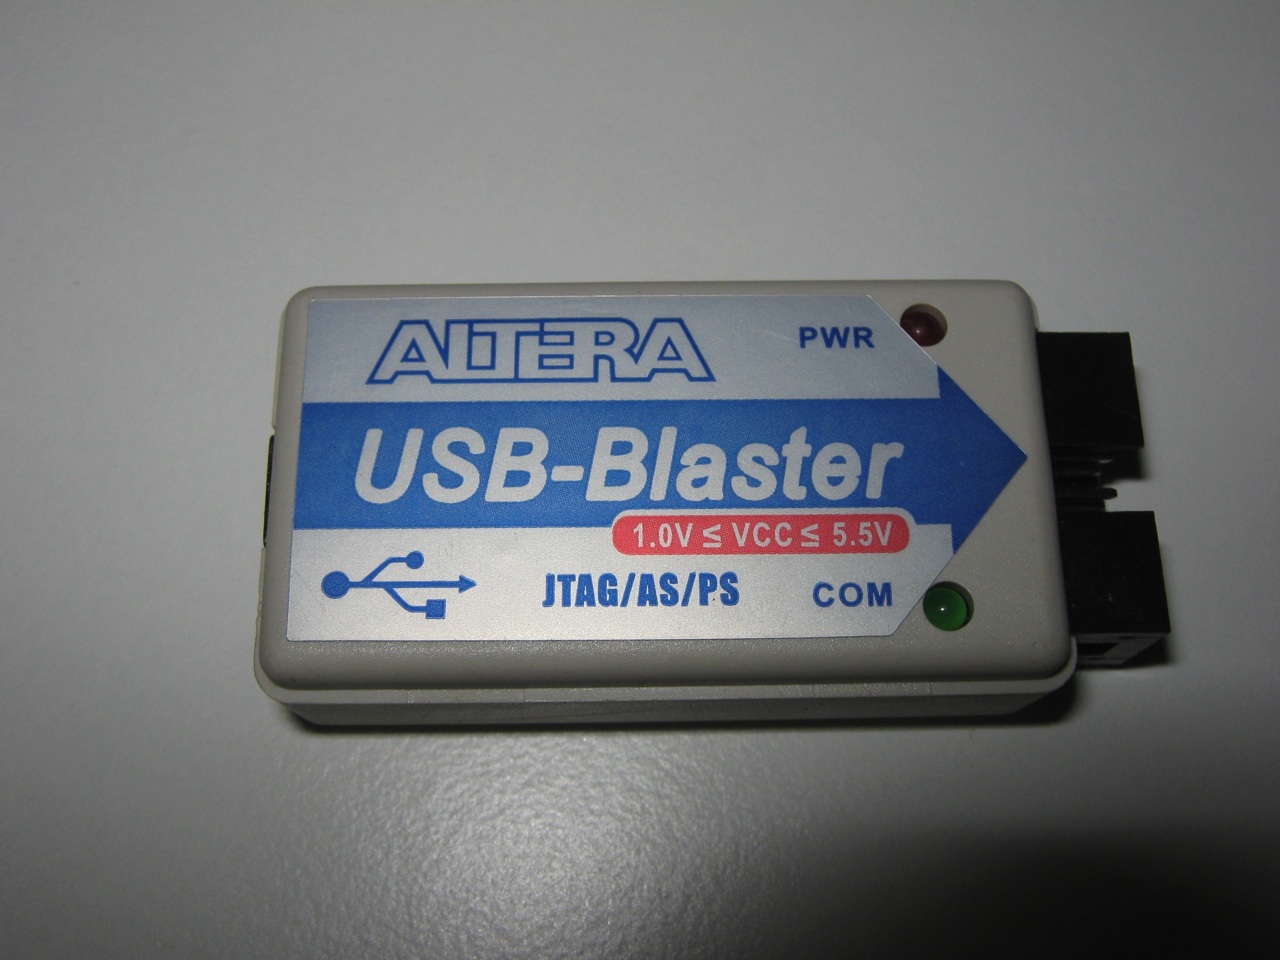 ALTERA
PWR
USB-Blaster
1.0V ≤ VCC ≤ 5.5V
JTAG/AS/PS
COM